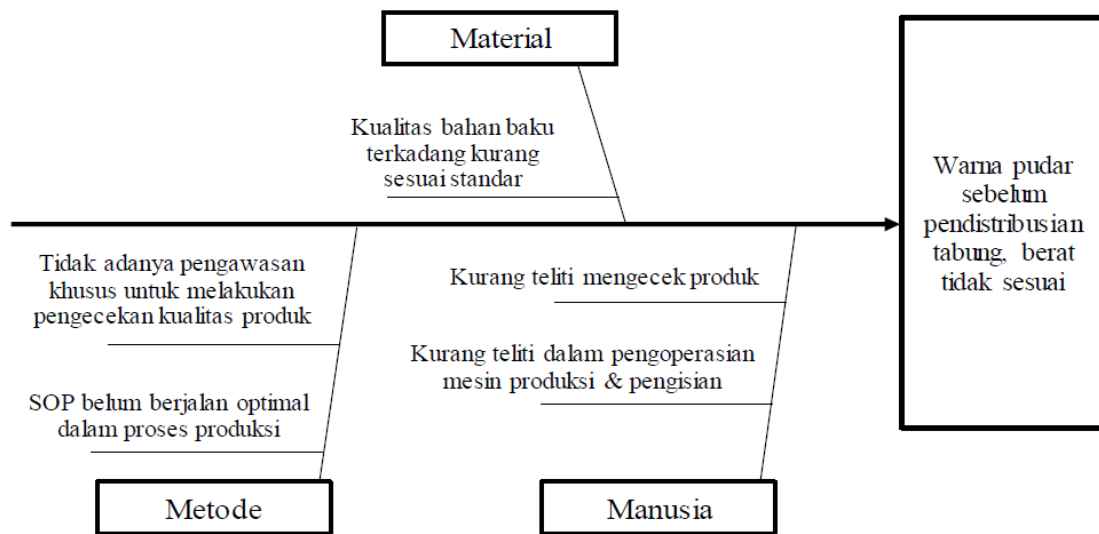 Material
Kualitas bahan baku
terkadang kurang
sesuai standar
Warna pudar
sebelum
pendistribusian
tabung, berat
tidak sesuai
Tidak adanya pengawasan
khusus untuk melakukan
pengecekan kualitas produk
SOP belum berjalan optimal
dalam proses produksi
Metode
Kurang teliti mengecek produk
Kurang teliti dalam pengoperasian
mesin produksi & pengisian
Manusia